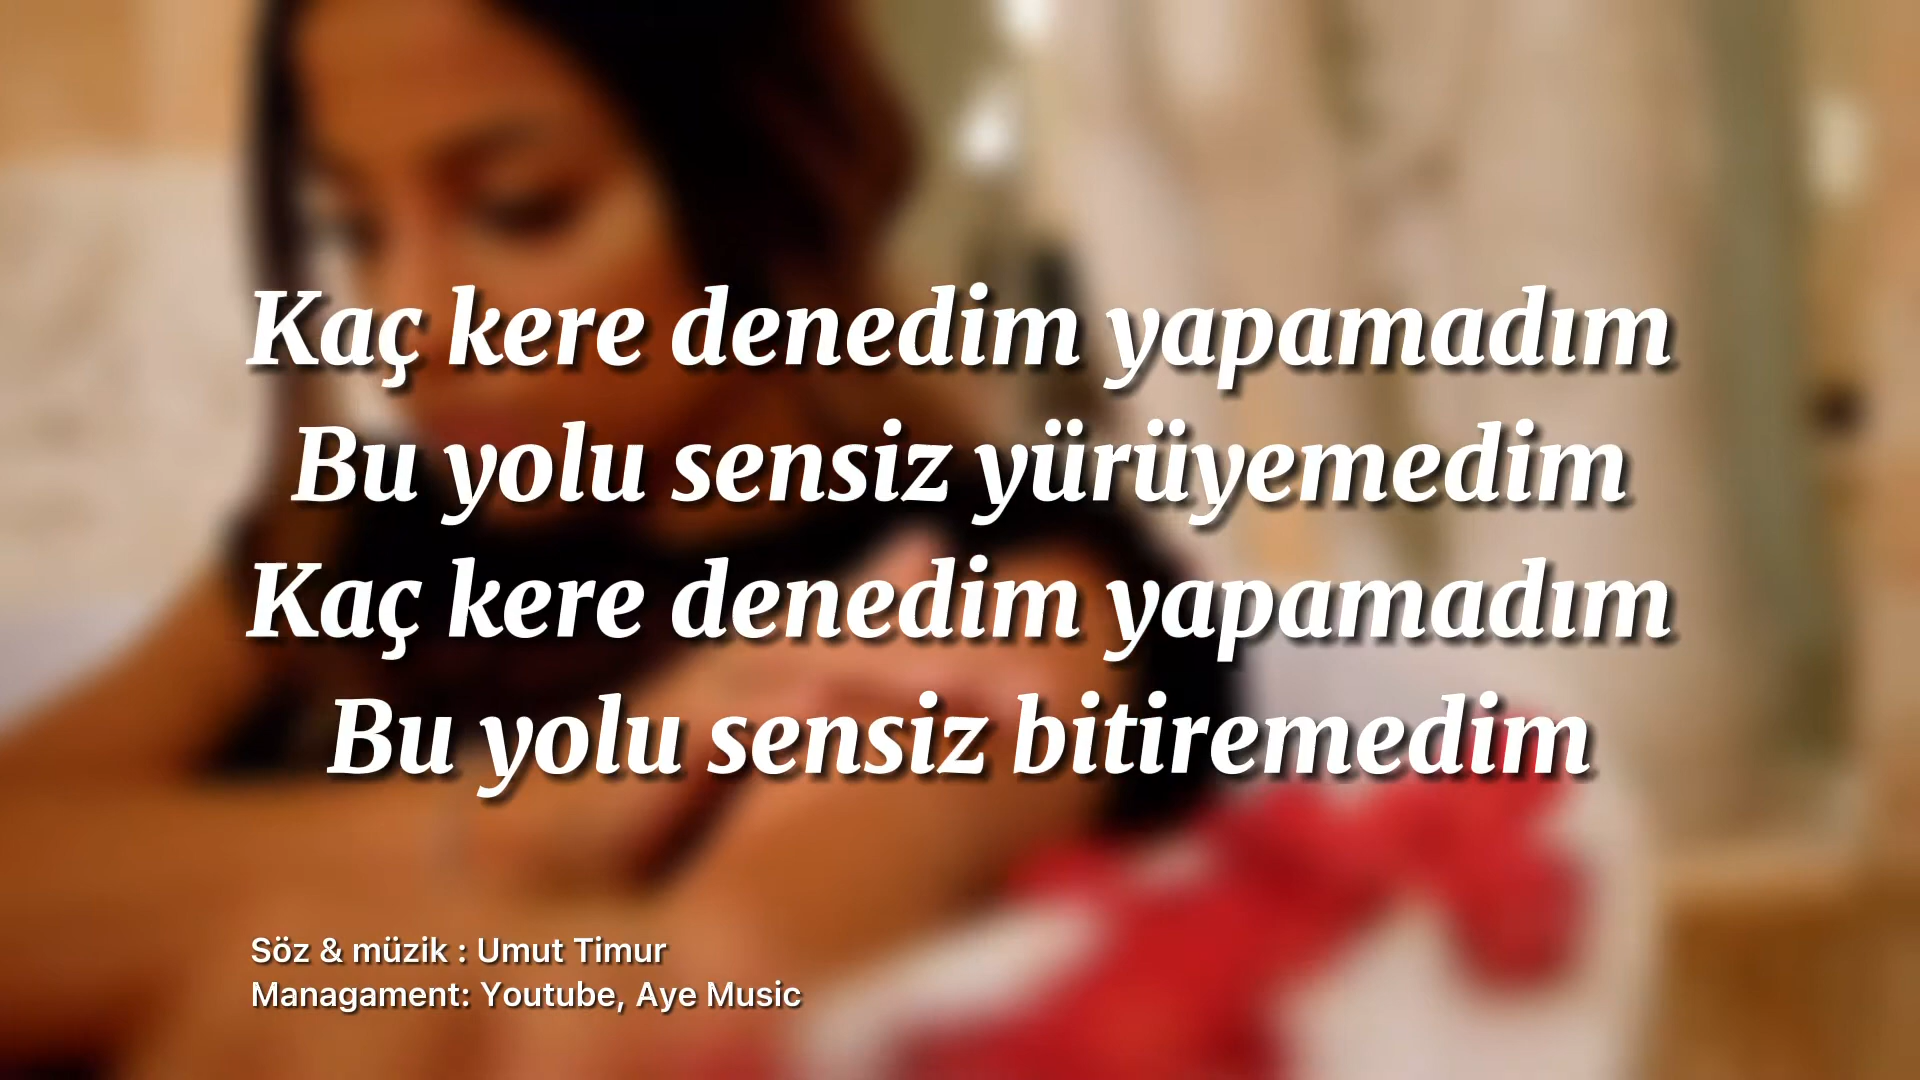 Kaç kere denedim yapamadım
Bu yolu sensiz yürüyemedim
Kaç kere denedim yapamadım
Bu yolu sensiz bitiremedim
Söz & müzik : Umut Timur
Managament: Youtube, Aye Music